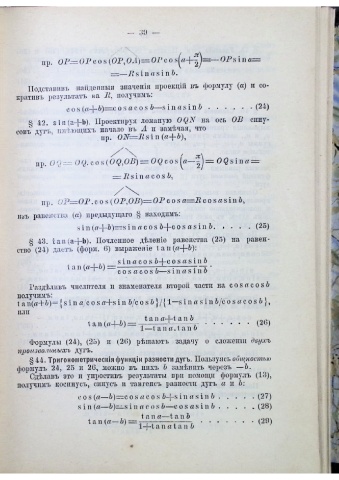 — 39 —
пр. OP=OP cos (OP,OA)=OP cos(a+π/2)=—OP sin a=
=—R sin a sin b.
Подставивъ найденныя значенія проекцій въ формулу (α) и со-
кративъ результатъ на R, получимъ:
cos(a+b)=cos a cos b—sin a sin b . . . . . . (24)
§ 42. sin(a+b). Проектируя ломаную OQN на ось OB сину-
совъ дугъ, имѣющихъ начало въ A и замѣчая, что
пр. ON=R sin (a+b),
пр. OQ=OQ.cos(OQ,OB)=OQ cos(a—π/2)=OQ sin a=
=R sin a cos b,
пр. OP=OP.cos(OP,OB)=OP cos a=R cos a sin b,
изъ равенства (α) предыдущаго § находимъ:
sin(a+b)=sin a cos b+cos a sin b. . . . . . (25)
§ 43. tan(a+b). Почленное дѣленіе равенства (25) на равен-
ство (24) даетъ (форм. 6) выраженіе tan(a+b):
tan(a+b)=(sin a cos b+cos a sin b)/(cos a cos b—sin a sin b).
Раздѣливъ числителя и знаменателя второй части на cos a cos b
получимъ:
tan(a+b)={sin a/cos a+sin b/cos b}/{1—sin a sin b/cos a cos b},
или
tan(a+b)=(tan a+tan b)/(1—tan a.tan b) . . . . . . (26)
Формулы (24), (25) и (26) рѣшаютъ задачу о сложеніи двухъ
произвольныхъ дугъ.
§ 44. Тригонометрическія функціи разности дугъ. Пользуясь общностью
формулъ 24, 25 и 26, можно въ нихъ b замѣнить черезъ —b.
Сдѣлавъ это и упростивъ результаты при помощи формулъ (13),
получимъ косинусъ, синусъ и тангенсъ разности дугъ a и b:
cos(a—b)=cos a cos b+sin a sin b . . . . . (27)
sin(a—b)=sin a cos b—cos a sin b . . . . . (28)
tan(a—b)=(tan a—tan b)/(1+tan a tan b) . . . . . . (29)